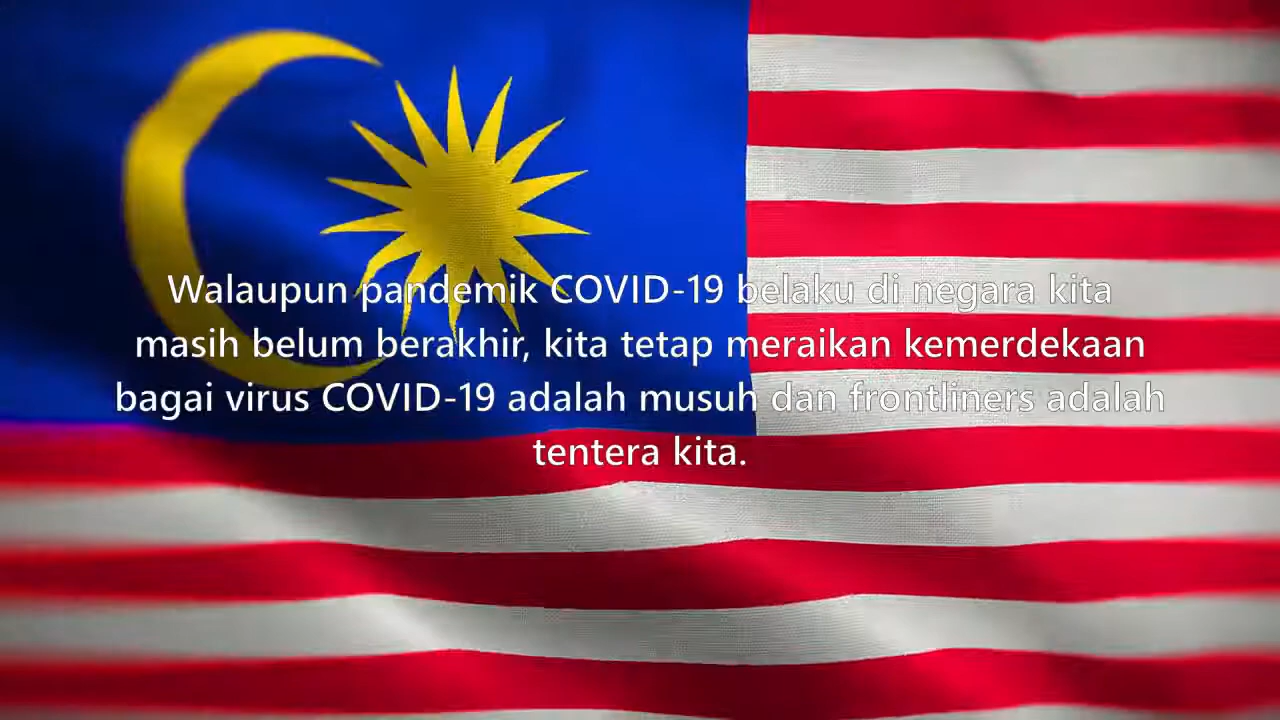 Walaupun pandemik COVID-19 belaku di negara kita
masih belum berakhir, kita tetap meraikan kemerdekaan
bagai virus COVID-19 adalah musuh dan frontliners adalah
tentera kita.